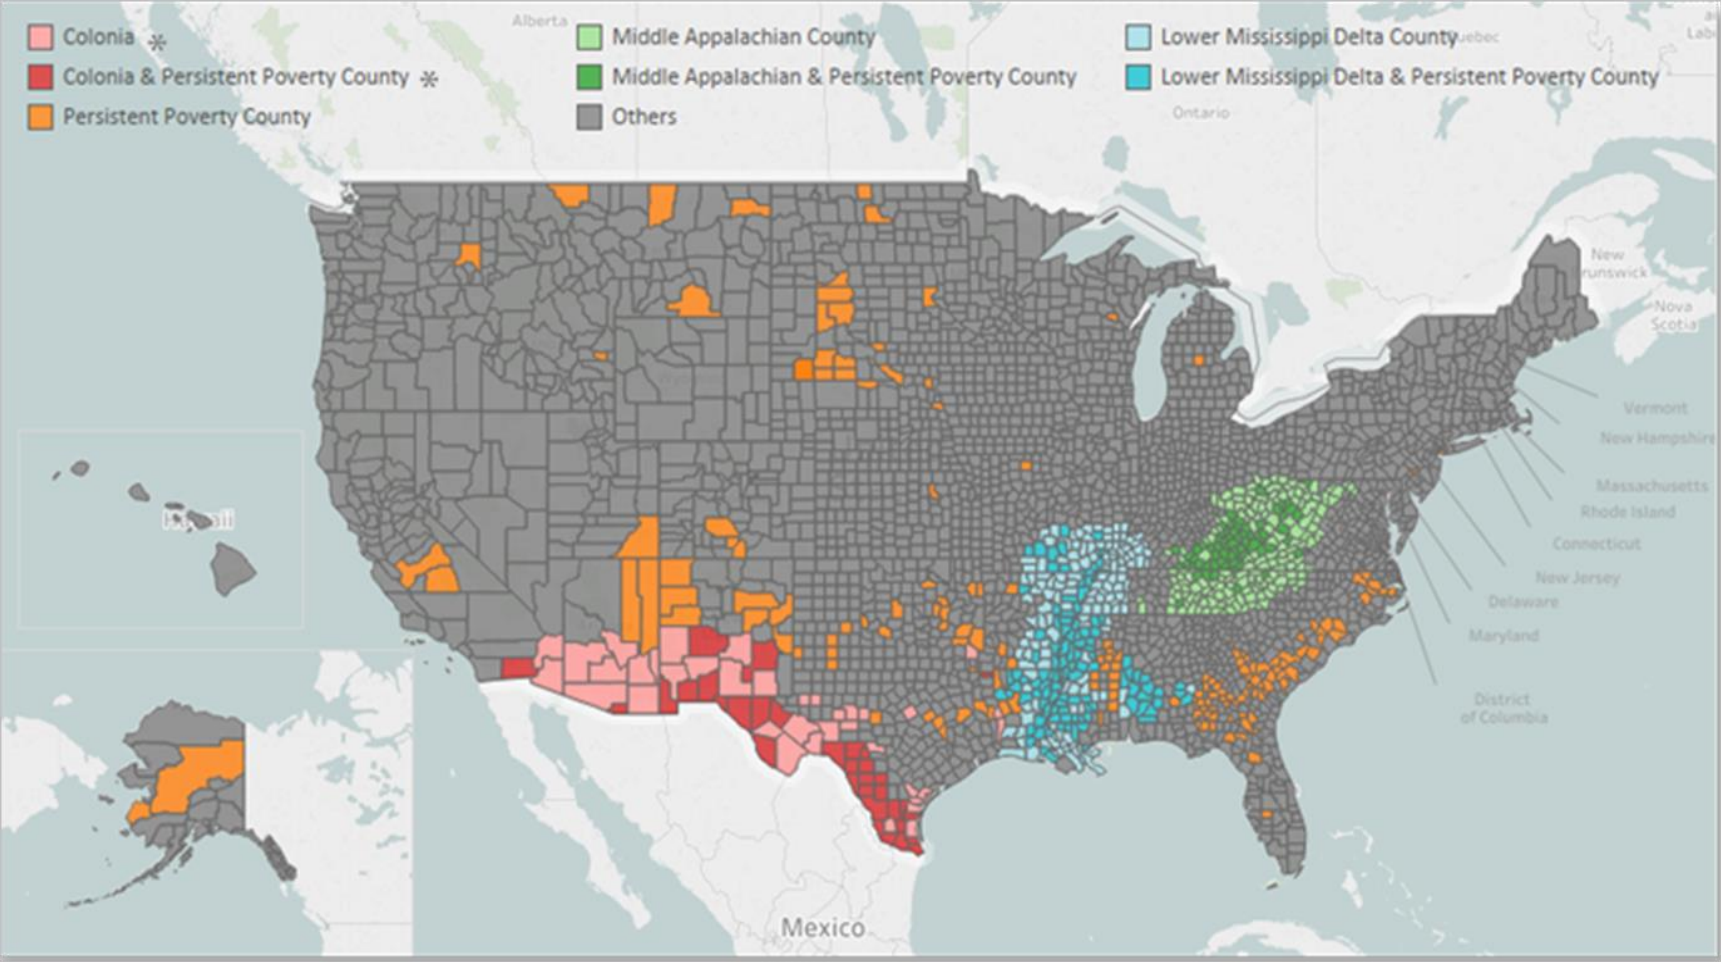 Colonia *
Colonia & Persistent Poverty County *
Persistent Poverty County
Middle Appalachian County
Middle Appalachian & Persistent Poverty County
Others
Lower Mississippi Delta County
Lower Mississippi Delta & Persistent Poverty County
Alberta
uebec
Ontario
New
runswick
Nova
Scotia
Vermont
New Hampshire
Massachusetts
Rhode Island
Connecticut
New Jersey
Delaware
Maryland
District
of Columbia
Mexico